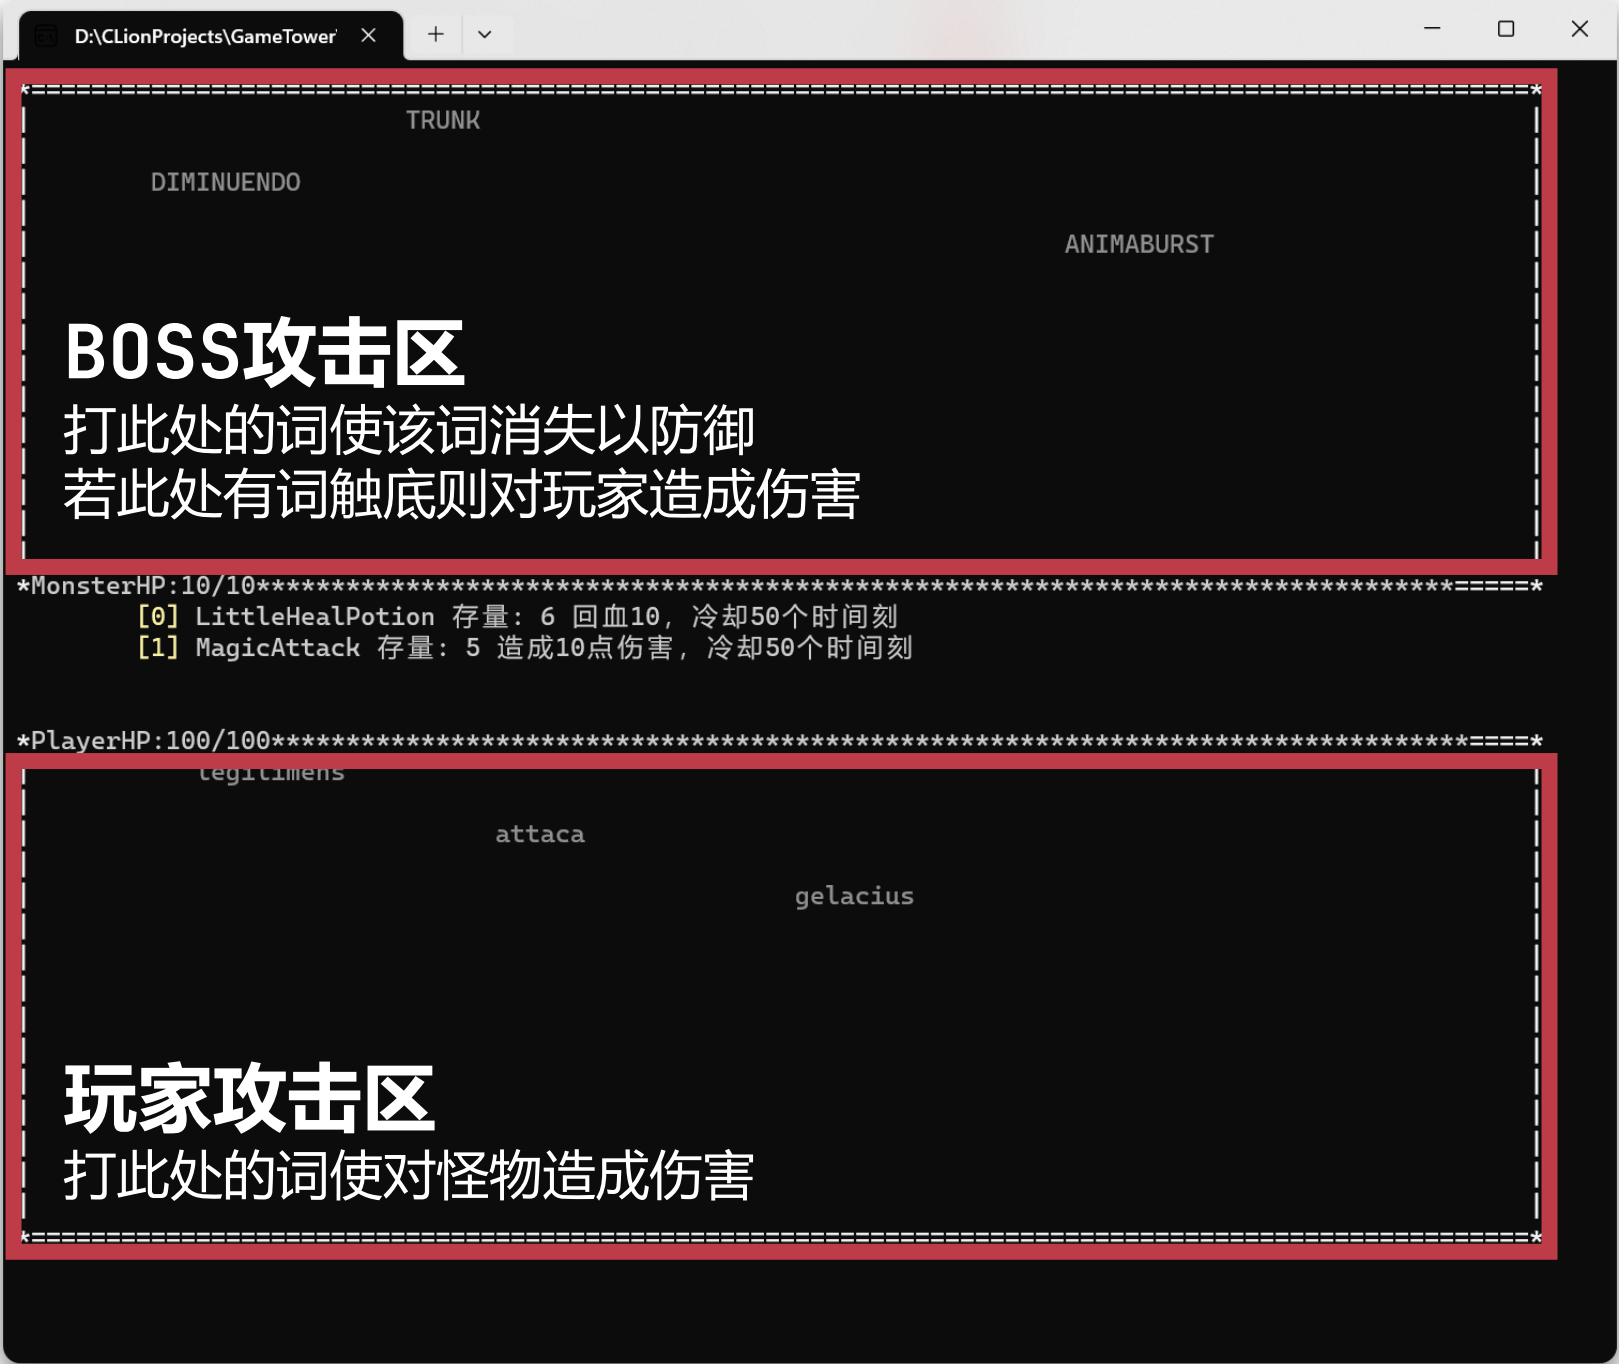 D:\CLionProjects\GameTower
TRUNK
DIMINUENDO
ANIMABURST
BOSS攻击区
打此处的词使该词消失以防御
若此处有词触底则对玩家造成伤害
*MonsterHP:10/10********************************************************************************=====*
[0] LittleHealPotion 存量: 6 回血10, 冷却50个时间刻
[1] MagicAttack 存量: 5 造成10点伤害, 冷却50个时间刻
*PlayerHP:100/100********************************************************************************====*
legilimens
attaca
gelacius
玩家攻击区
打此处的词使对怪物造成伤害